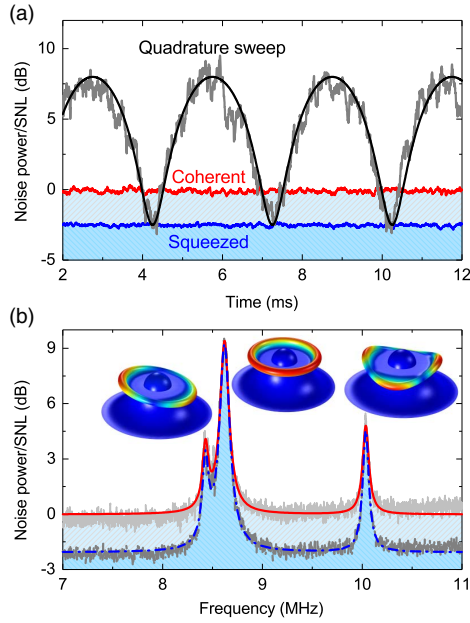 (a)
Noise power/SNL (dB)
10
5
0
-5
Quadrature sweep
Coherent
Squeezed
2 4 6 8 10 12
Time (ms)
(b)
Noise power/SNL (dB)
9
6
3
0
-3
7 8 9 10 11
Frequency (MHz)